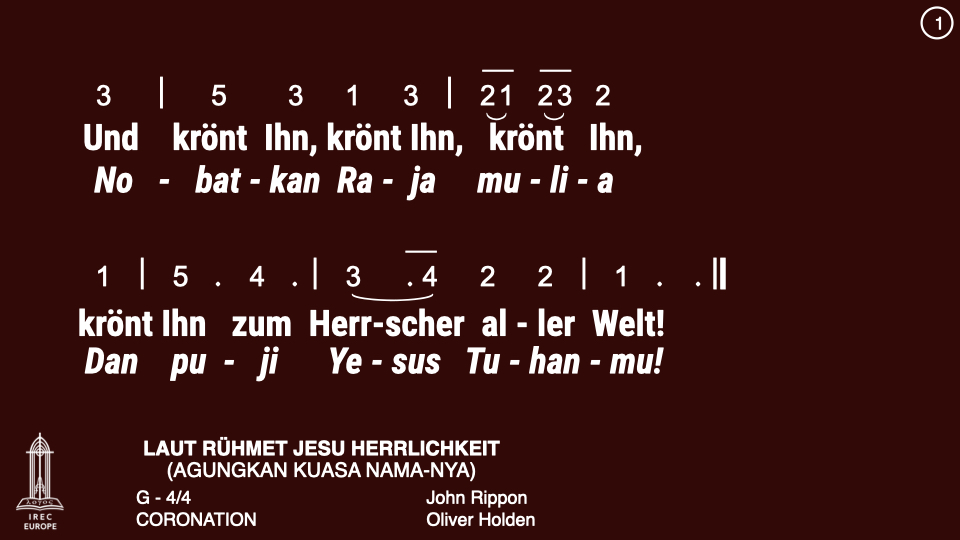 1
3 | 5 3 1 3 | 21 23 2
Und krönt Ihn, krönt Ihn, krönt Ihn,
No - bat - kan Ra - ja mu - li - a
1 | 5 . 4 . | 3 . 4 2 2 | 1 . . ||
krönt Ihn zum Herr-scher al - ler Welt!
Dan pu - ji Ye - sus Tu - han - mu!
LAUT RÜHMET JESU HERRLICHKEIT
(AGUNGKAN KUASA NAMA-NYA)
G - 4/4 John Rippon
CORONATION Oliver Holden
ΛΟΓΟΣ
IREC
EUROPE